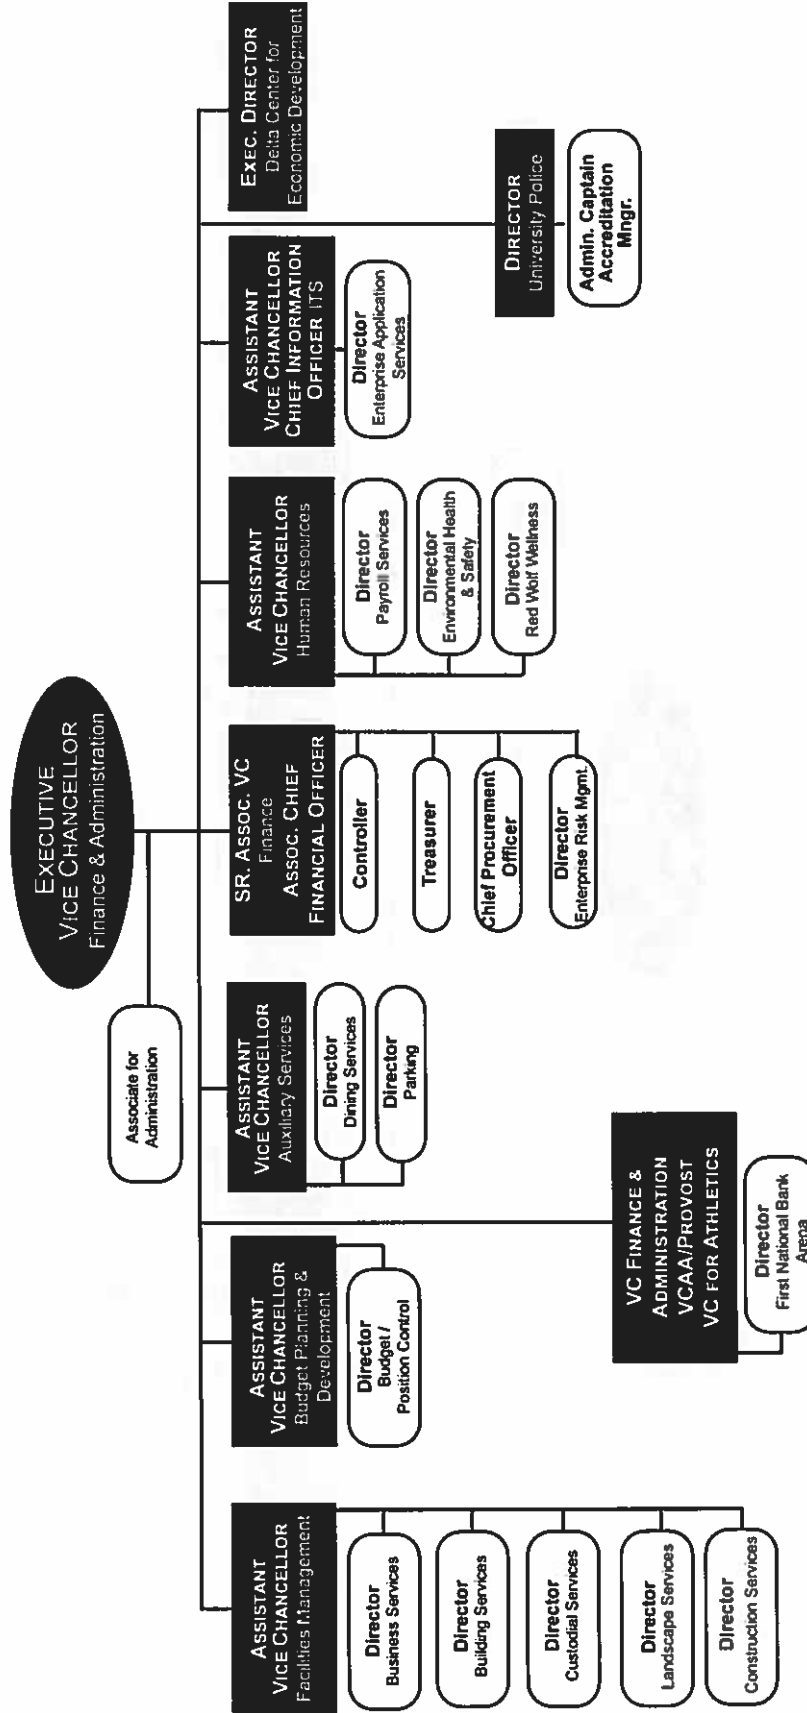 EXECUTIVE
VICE CHANCELLOR
Finance & Administration
Associate for
Administration
ASSISTANT
VICE CHANCELLOR
Facilities Management
Director
Business Services
Director
Building Services
Director
Custodial Services
Director
Landscape Services
Director
Construction Services
ASSISTANT
VICE CHANCELLOR
Budget Planning &
Development
Director
Budget /
Position Control
VC FINANCE &
ADMINISTRATION
VCAA/PROVOST
VC FOR ATHLETICS
Director
First National Bank
Arena
ASSISTANT
VICE CHANCELLOR
Auxiliary Services
Director
Dining Services
Director
Parking
SR. ASSOC. VC
Finance
ASSOC. CHIEF
FINANCIAL OFFICER
Controller
Treasurer
Chief Procurement
Officer
Director
Enterprise Risk Mgmt.
ASSISTANT
VICE CHANCELLOR
Human Resources
Director
Payroll Services
Director
Environmental Health
& Safety
Director
Red Wolf Wellness
ASSISTANT
VICE CHANCELLOR
CHIEF INFORMATION
OFFICER ITS
Director
Enterprise Application
Services
DIRECTOR
University Police
Admin. Captain
Accreditation
Mngr.
EXEC. DIRECTOR
Delta Center for
Economic Development